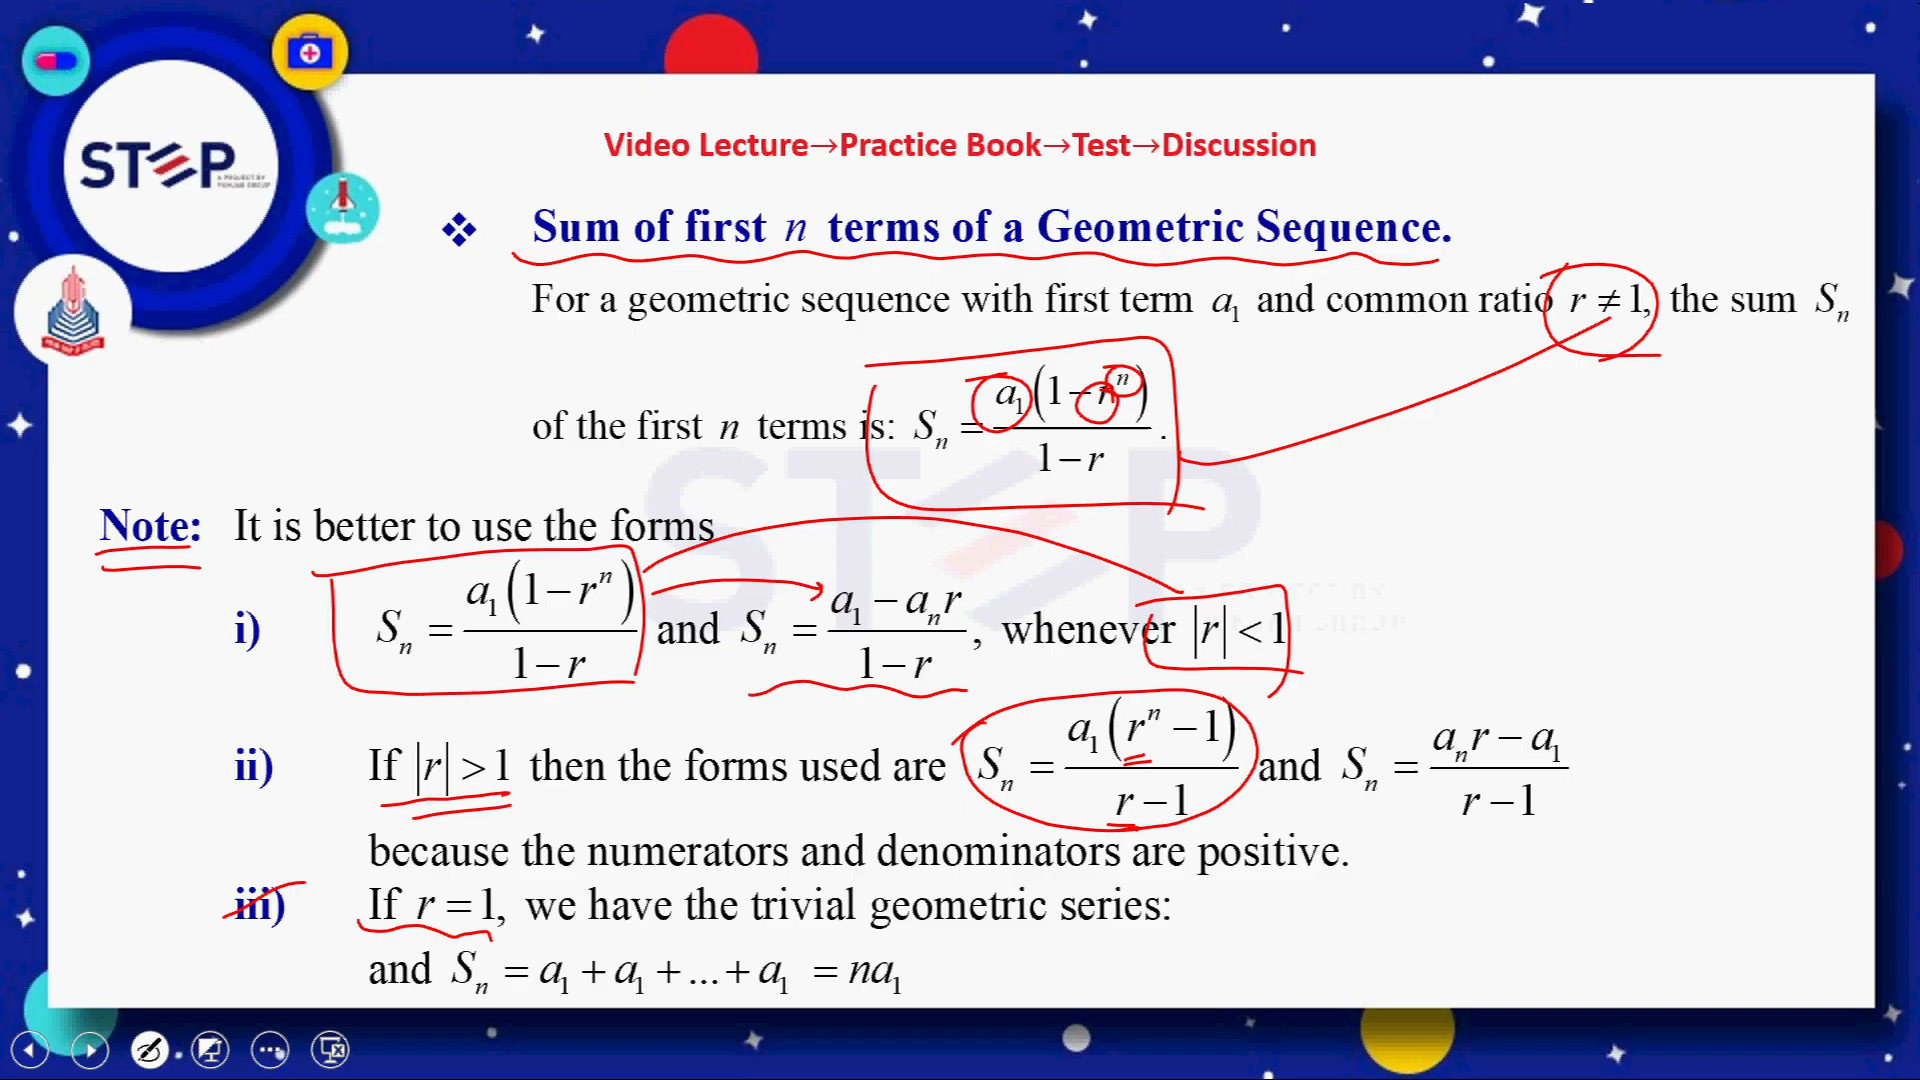 STEP
A PROJECT BY PUNJAB GROUP
Video Lecture→Practice Book→Test→Discussion
❖ Sum of first n terms of a Geometric Sequence.
For a geometric sequence with first term a₁ and common ratio r ≠ 1, the sum Sₙ
of the first n terms is: Sₙ = a₁(1 − rⁿ) / (1 − r).
Note: It is better to use the forms
i) Sₙ = a₁(1 − rⁿ) / (1 − r) and Sₙ = (a₁ − aₙr) / (1 − r), whenever |r| < 1
ii) If |r| > 1 then the forms used are Sₙ = a₁(rⁿ − 1) / (r − 1) and Sₙ = (aₙr − a₁) / (r − 1)
because the numerators and denominators are positive.
iii) If r = 1, we have the trivial geometric series:
and Sₙ = a₁ + a₁ + ... + a₁ = na₁